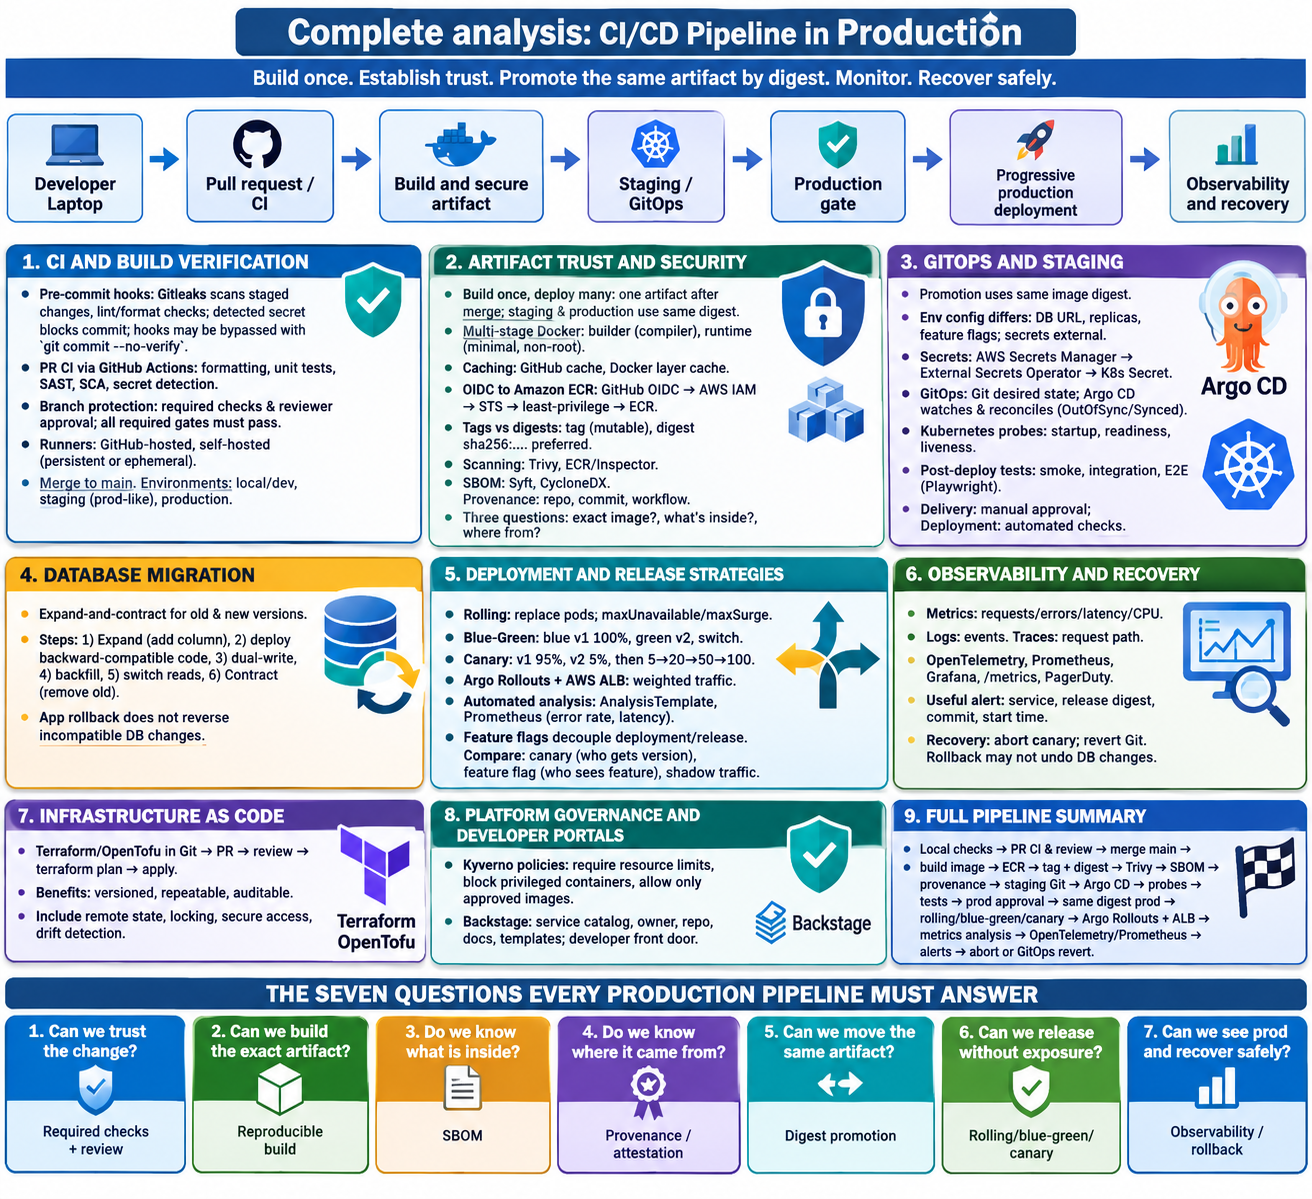 Complete analysis: CI/CD Pipeline in Production
Build once. Establish trust. Promote the same artifact by digest. Monitor. Recover safely.
Developer
Laptop
Pull request /
CI
Build and secure
artifact
Staging /
GitOps
Production
gate
Progressive
production
deployment
Observability
and recovery
1. CI AND BUILD VERIFICATION
• Pre-commit hooks: Gitleaks scans staged
changes, lint/format checks; detected secret
blocks commit; hooks may be bypassed with
`git commit --no-verify`.
• PR CI via GitHub Actions: formatting, unit tests,
SAST, SCA, secret detection.
• Branch protection: required checks & reviewer
approval; all required gates must pass.
• Runners: GitHub-hosted, self-hosted
(persistent or ephemeral).
• Merge to main. Environments: local/dev,
staging (prod-like), production.
2. ARTIFACT TRUST AND SECURITY
• Build once, deploy many: one artifact after
merge; staging & production use same digest.
• Multi-stage Docker: builder (compiler), runtime
(minimal, non-root).
• Caching: GitHub cache, Docker layer cache.
• OIDC to Amazon ECR: GitHub OIDC → AWS IAM
→ STS → least-privilege → ECR.
• Tags vs digests: tag (mutable), digest
sha256:.... preferred.
• Scanning: Trivy, ECR/Inspector.
• SBOM: Syft, CycloneDX.
Provenance: repo, commit, workflow.
• Three questions: exact image?, what's inside?,
where from?
3. GITOPS AND STAGING
• Promotion uses same image digest.
• Env config differs: DB URL, replicas,
feature flags; secrets external.
• Secrets: AWS Secrets Manager →
External Secrets Operator → K8s Secret.
• GitOps: Git desired state; Argo CD
watches & reconciles (OutOfSync/Synced).
• Kubernetes probes: startup, readiness,
liveness.
• Post-deploy tests: smoke, integration, E2E
(Playwright).
• Delivery: manual approval;
Deployment: automated checks.
Argo CD
4. DATABASE MIGRATION
• Expand-and-contract for old & new versions.
• Steps: 1) Expand (add column), 2) deploy
backward-compatible code, 3) dual-write,
4) backfill, 5) switch reads, 6) Contract
(remove old).
• App rollback does not reverse
incompatible DB changes.
5. DEPLOYMENT AND RELEASE STRATEGIES
• Rolling: replace pods; maxUnavailable/maxSurge.
• Blue-Green: blue v1 100%, green v2, switch.
• Canary: v1 95%, v2 5%, then 5→20→50→100.
• Argo Rollouts + AWS ALB: weighted traffic.
• Automated analysis: AnalysisTemplate,
Prometheus (error rate, latency).
• Feature flags decouple deployment/release.
Compare: canary (who gets version),
feature flag (who sees feature), shadow traffic.
6. OBSERVABILITY AND RECOVERY
• Metrics: requests/errors/latency/CPU.
• Logs: events. Traces: request path.
• OpenTelemetry, Prometheus,
Grafana, /metrics, PagerDuty.
• Useful alert: service, release digest,
commit, start time.
• Recovery: abort canary; revert Git.
Rollback may not undo DB changes.
7. INFRASTRUCTURE AS CODE
• Terraform/OpenTofu in Git → PR → review →
terraform plan → apply.
• Benefits: versioned, repeatable, auditable.
• Include remote state, locking, secure access,
drift detection.
Terraform
OpenTofu
8. PLATFORM GOVERNANCE AND
DEVELOPER PORTALS
• Kyverno policies: require resource limits,
block privileged containers, allow only
approved images.
• Backstage: service catalog, owner, repo,
docs, templates; developer front door.
Backstage
9. FULL PIPELINE SUMMARY
• Local checks → PR CI & review → merge main →
• build image → ECR → tag + digest → Trivy → SBOM →
provenance → staging Git → Argo CD → probes →
tests → prod approval → same digest prod →
rolling/blue-green/canary → Argo Rollouts + ALB →
metrics analysis → OpenTelemetry/Prometheus →
alerts → abort or GitOps revert.
THE SEVEN QUESTIONS EVERY PRODUCTION PIPELINE MUST ANSWER
1. Can we trust
the change?
Required checks
+ review
2. Can we build
the exact artifact?
Reproducible
build
3. Do we know
what is inside?
SBOM
4. Do we know
where it came from?
Provenance /
attestation
5. Can we move the
same artifact?
Digest promotion
6. Can we release
without exposure?
Rolling/blue-green/
canary
7. Can we see prod
and recover safely?
Observability /
rollback